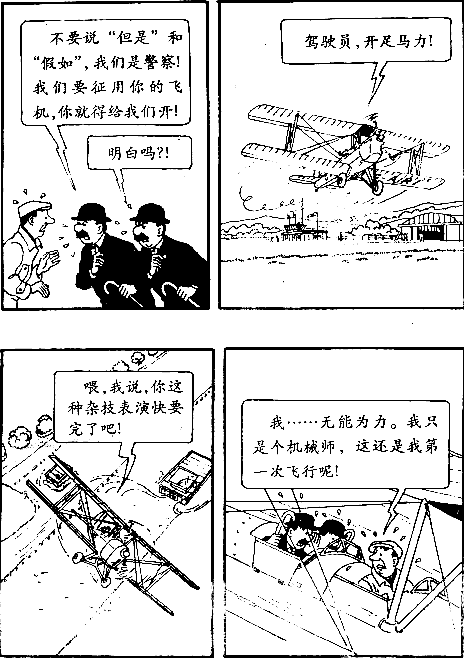 不要说“但是”和
“假如”，我们是警察！
我们要征用你的飞
机，你就得给我们开！
明白吗？！
驾驶员，开足马力！
喂，我说，你这
种杂技表演快要
完了吧！
我……无能为力。我只
是个机械师，这还是我第
一次飞行呢！